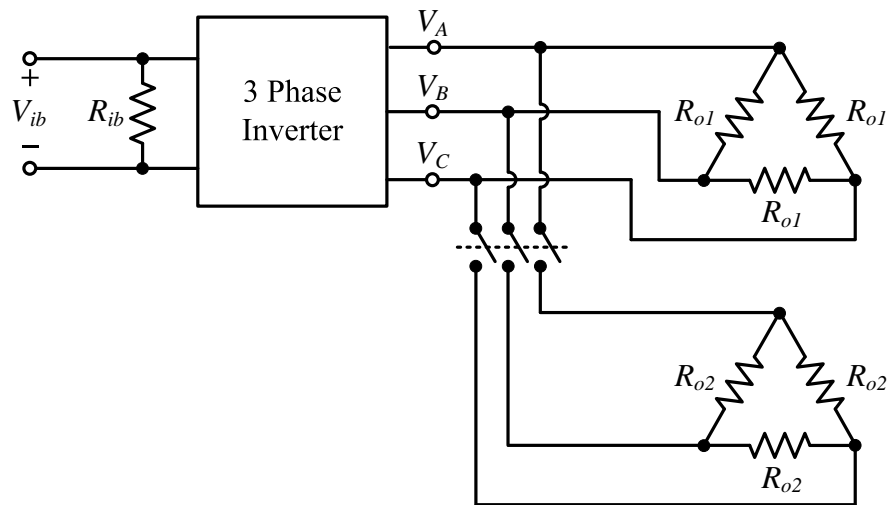 V_A
+
V_ib
−
R_ib
3 Phase
Inverter
V_B
V_C
R_o1
R_o1
R_o1
R_o2
R_o2
R_o2